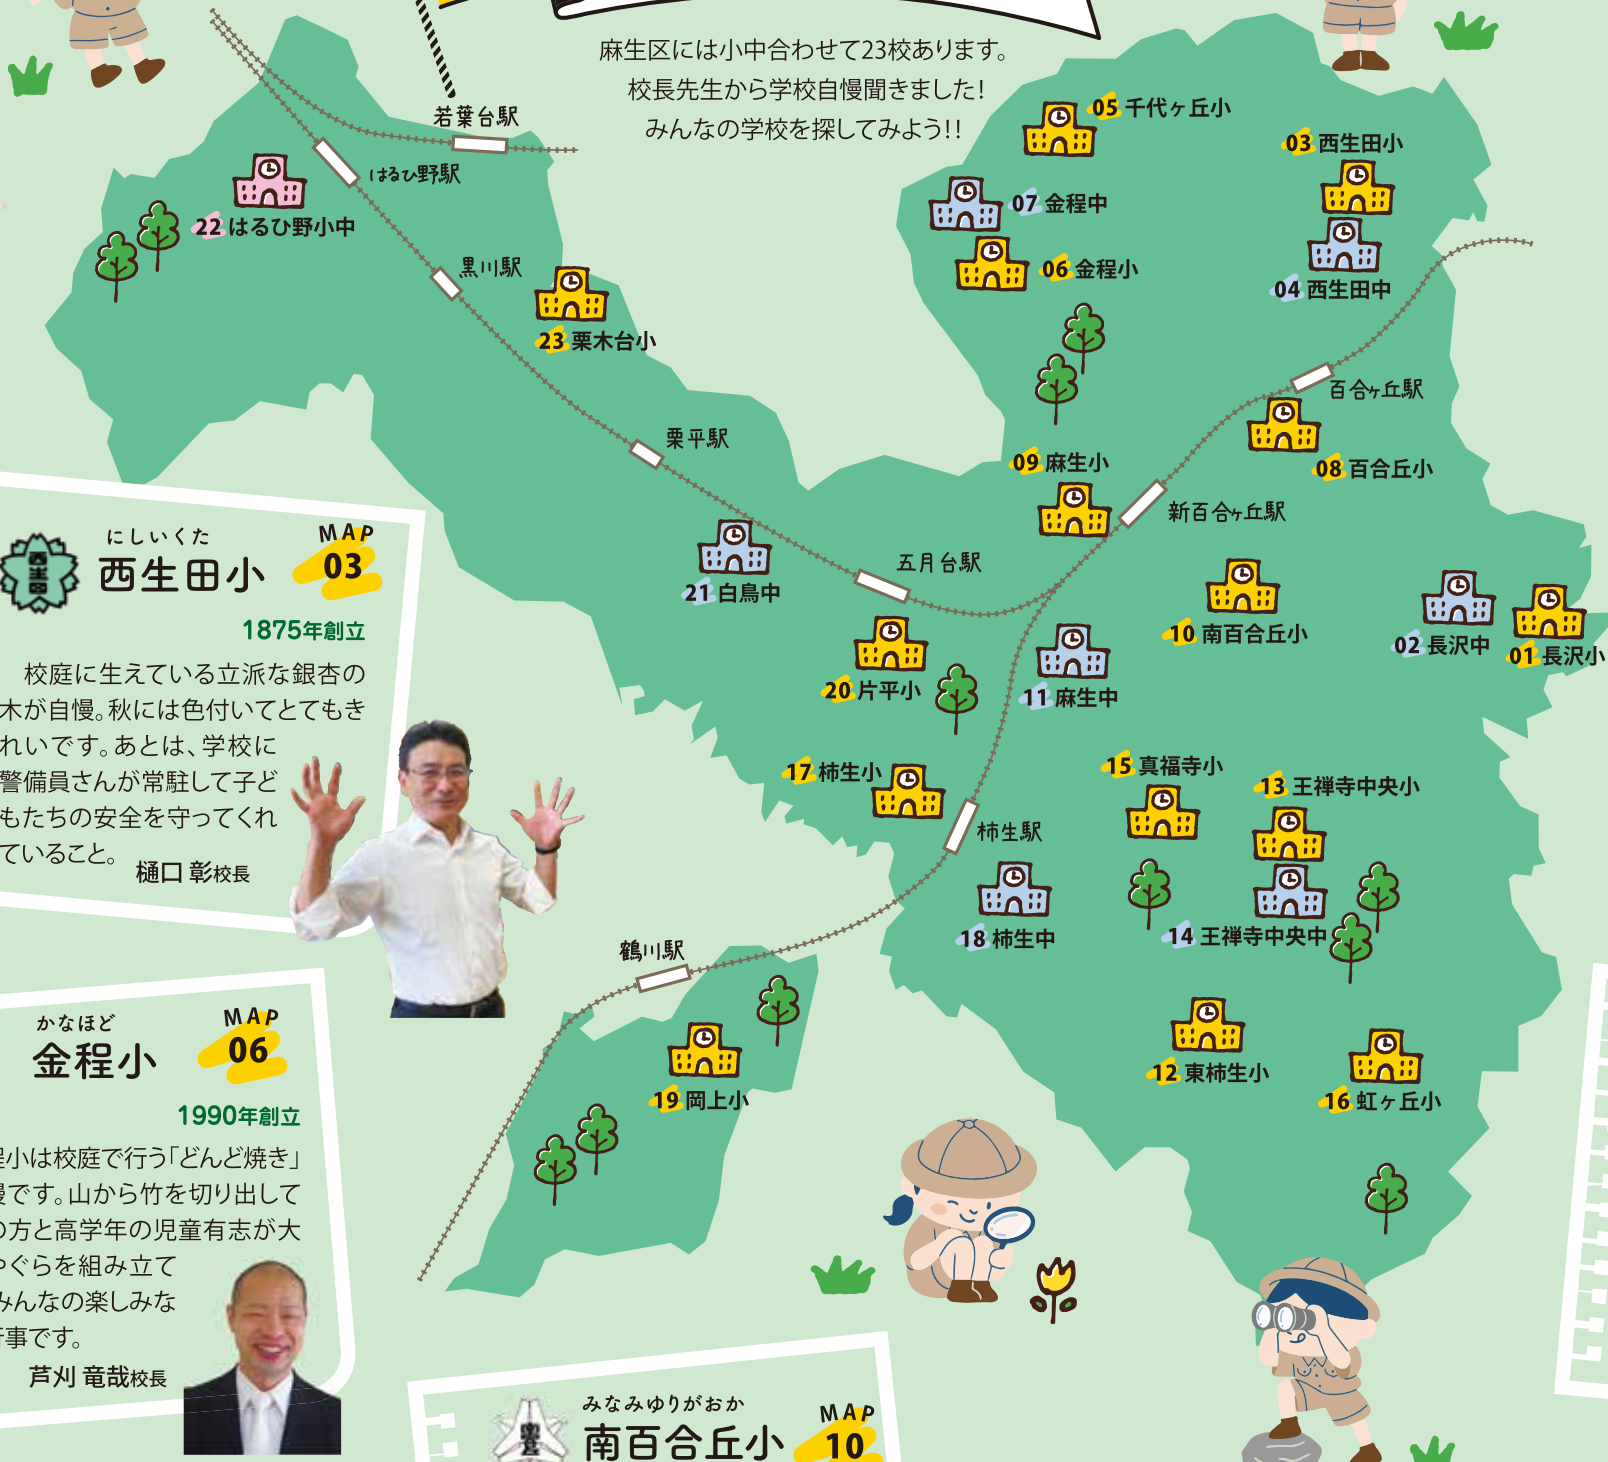 麻生区には小中合わせて23校あります。
校長先生から学校自慢聞きました!
みんなの学校を探してみよう!!
若葉台駅
はるひ野駅
22 はるひ野小中
黒川駅
23 栗木台小
栗平駅
21 白鳥中
五月台駅
20 片平小
05 千代ヶ丘小
03 西生田小
07 金程中
06 金程小
04 西生田中
百合ヶ丘駅
08 百合丘小
09 麻生小
新百合ヶ丘駅
10 南百合丘小
02 長沢中
01 長沢小
11 麻生中
17 柿生小
柿生駅
15 真福寺小
13 王禅寺中央小
14 王禅寺中央中
18 柿生中
鶴川駅
19 岡上小
12 東柿生小
16 虹ヶ丘小
にしいくた
西生田小
MAP
03
1875年創立
校庭に生えている立派な銀杏の
木が自慢。秋には色付いてとてもき
れいです。あとは、学校に
警備員さんが常駐して子ど
もたちの安全を守ってくれ
ていること。
樋口 彰校長
かなほど
金程小
MAP
06
1990年創立
程小は校庭で行う「どんど焼き」
慢です。山から竹を切り出して
の方と高学年の児童有志が大
やぐらを組み立て
みんなの楽しみな
行事です。
芦刈 竜哉校長
みなみゆりがおか
南百合丘小
MAP
10